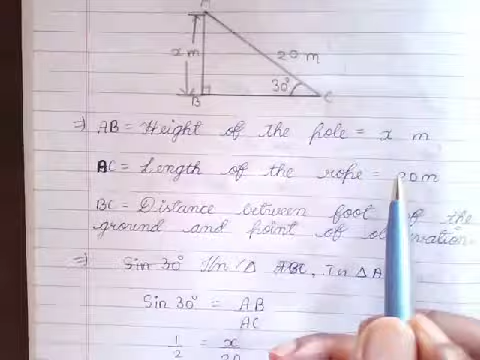 A
x m
20 m
30°
B
C
⇒ AB = Height of the pole = x m
AC = Length of the rope = 20m
BC = Distance between foot of the
ground and point of observation.
⇒ Sin 30° In △ ABC, In △ A
Sin 30° = AB
AC
1/2 = x
20